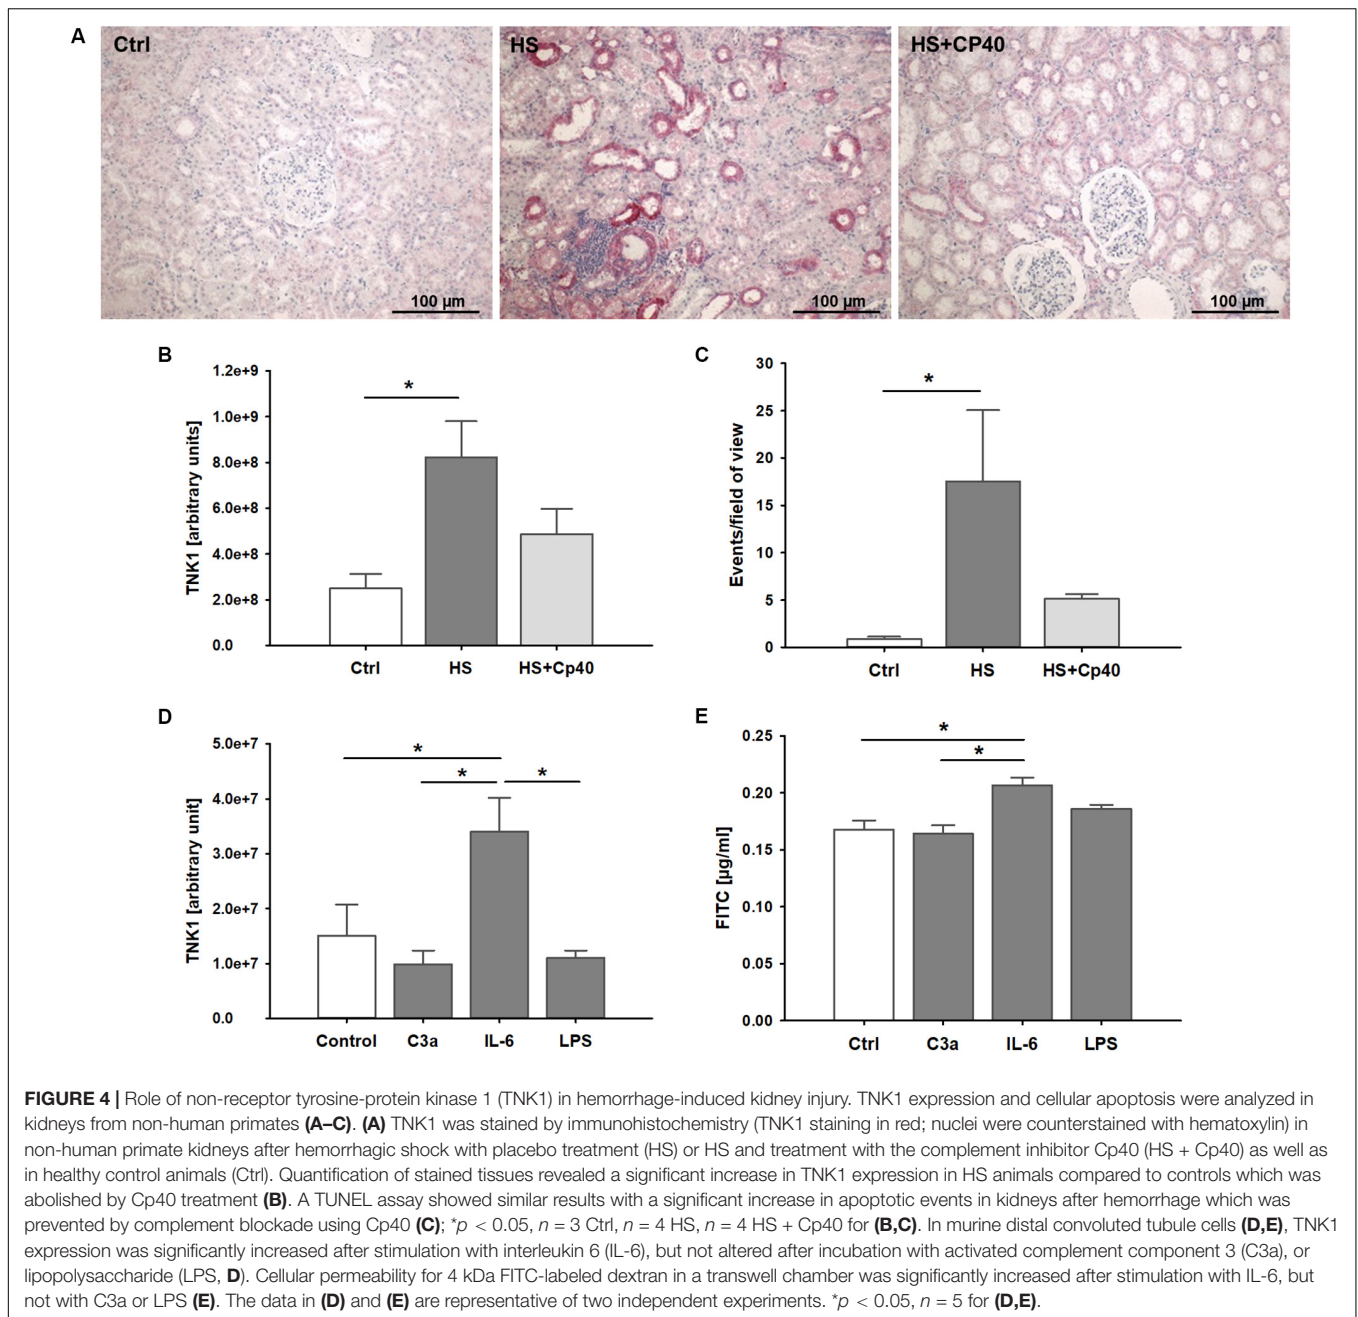 A
Ctrl
HS
HS+CP40
100 µm
100 µm
100 µm
B
TNK1 [arbitrary units]
1.2e+9
1.0e+9
8.0e+8
6.0e+8
4.0e+8
2.0e+8
0.0
*
Ctrl
HS
HS+Cp40
C
Events/field of view
30
25
20
15
10
5
0
*
Ctrl
HS
HS+Cp40
D
TNK1 [arbitrary unit]
5.0e+7
4.0e+7
3.0e+7
2.0e+7
1.0e+7
0.0
*
*
*
Control
C3a
IL-6
LPS
E
FITC [µg/ml]
0.25
0.20
0.15
0.10
0.05
0.00
*
*
Ctrl
C3a
IL-6
LPS
FIGURE 4 | Role of non-receptor tyrosine-protein kinase 1 (TNK1) in hemorrhage-induced kidney injury. TNK1 expression and cellular apoptosis were analyzed in
kidneys from non-human primates (A–C). (A) TNK1 was stained by immunohistochemistry (TNK1 staining in red; nuclei were counterstained with hematoxylin) in
non-human primate kidneys after hemorrhagic shock with placebo treatment (HS) or HS and treatment with the complement inhibitor Cp40 (HS + Cp40) as well as
in healthy control animals (Ctrl). Quantification of stained tissues revealed a significant increase in TNK1 expression in HS animals compared to controls which was
abolished by Cp40 treatment (B). A TUNEL assay showed similar results with a significant increase in apoptotic events in kidneys after hemorrhage which was
prevented by complement blockade using Cp40 (C); *p < 0.05, n = 3 Ctrl, n = 4 HS, n = 4 HS + Cp40 for (B,C). In murine distal convoluted tubule cells (D,E), TNK1
expression was significantly increased after stimulation with interleukin 6 (IL-6), but not altered after incubation with activated complement component 3 (C3a), or
lipopolysaccharide (LPS, D). Cellular permeability for 4 kDa FITC-labeled dextran in a transwell chamber was significantly increased after stimulation with IL-6, but
not with C3a or LPS (E). The data in (D) and (E) are representative of two independent experiments. *p < 0.05, n = 5 for (D,E).